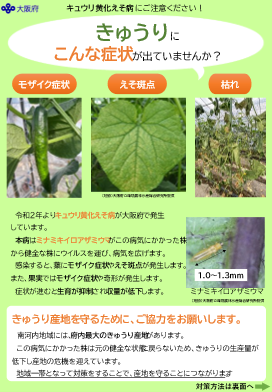 大阪府
キュウリ黄化えそ病にご注意ください！
きゅうりに
こんな症状が出ていませんか？
モザイク症状
えそ斑点
枯れ
令和2年よりキュウリ黄化えそ病が大阪府で発生
しています。
本病はミナミキイロアザミウマがこの病気にかかった株
から健全な株にウイルスを運び、病気を広げます。
感染すると、葉にモザイク症状やえそ斑点が発生します。
また、果実ではモザイク症状や奇形が発生します。
症状が進むと生育が抑制され収量が低下します。
1.0～1.3mm
ミナミキイロアザミウマ
きゅうり産地を守るために、ご協力をお願いします。
南河内地域には、府内最大のきゅうり産地があります。
この病気にかかった株は元の健全な状態に戻らないため、きゅうりの生産量が
低下し産地の危機を迎えています。
地域一帯となって対策をすることで、産地を守ることにつながります
対策方法は裏面へ